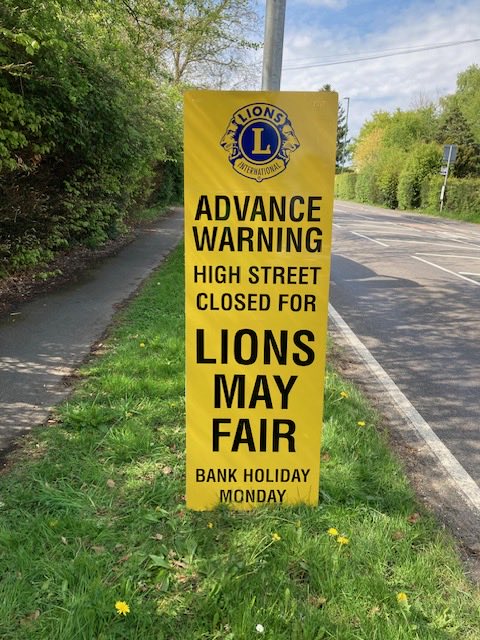 LIONS
L
INTERNATIONAL
ADVANCE
WARNING
HIGH STREET
CLOSED FOR
LIONS
MAY
FAIR
BANK HOLIDAY
MONDAY